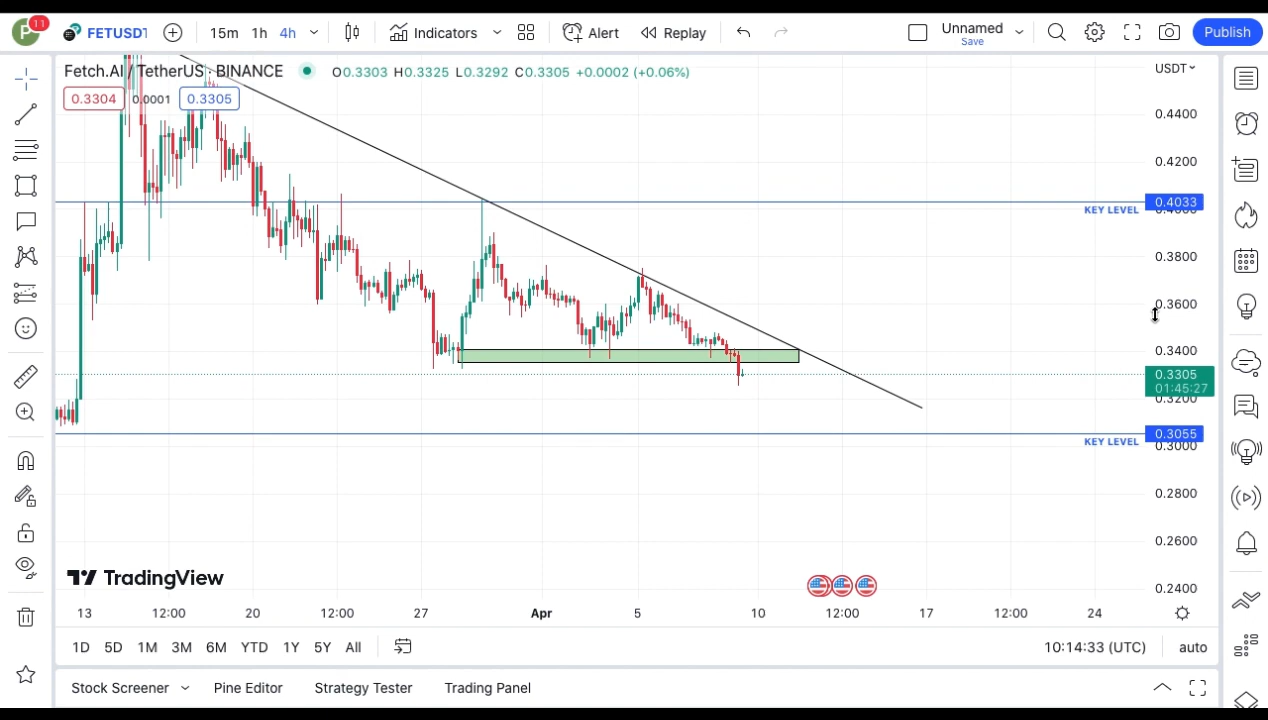 P 11 FETUSDT 15m 1h 4h Indicators Alert Replay Unnamed Save Publish
Fetch.AI / TetherUS · BINANCE O0.3303 H0.3325 L0.3292 C0.3305 +0.0002 (+0.06%) USDT
0.3304 0.0001 0.3305
0.4400
0.4200
0.4033
KEY LEVEL 0.4000
0.3800
0.3600
0.3400
0.3305
01:45:27
0.3200
0.3055
KEY LEVEL 0.3000
0.2800
0.2600
TradingView
0.2400
13 12:00 20 12:00 27 Apr 5 10 12:00 17 12:00 24
1D 5D 1M 3M 6M YTD 1Y 5Y All 10:14:33 (UTC) auto
Stock Screener Pine Editor Strategy Tester Trading Panel